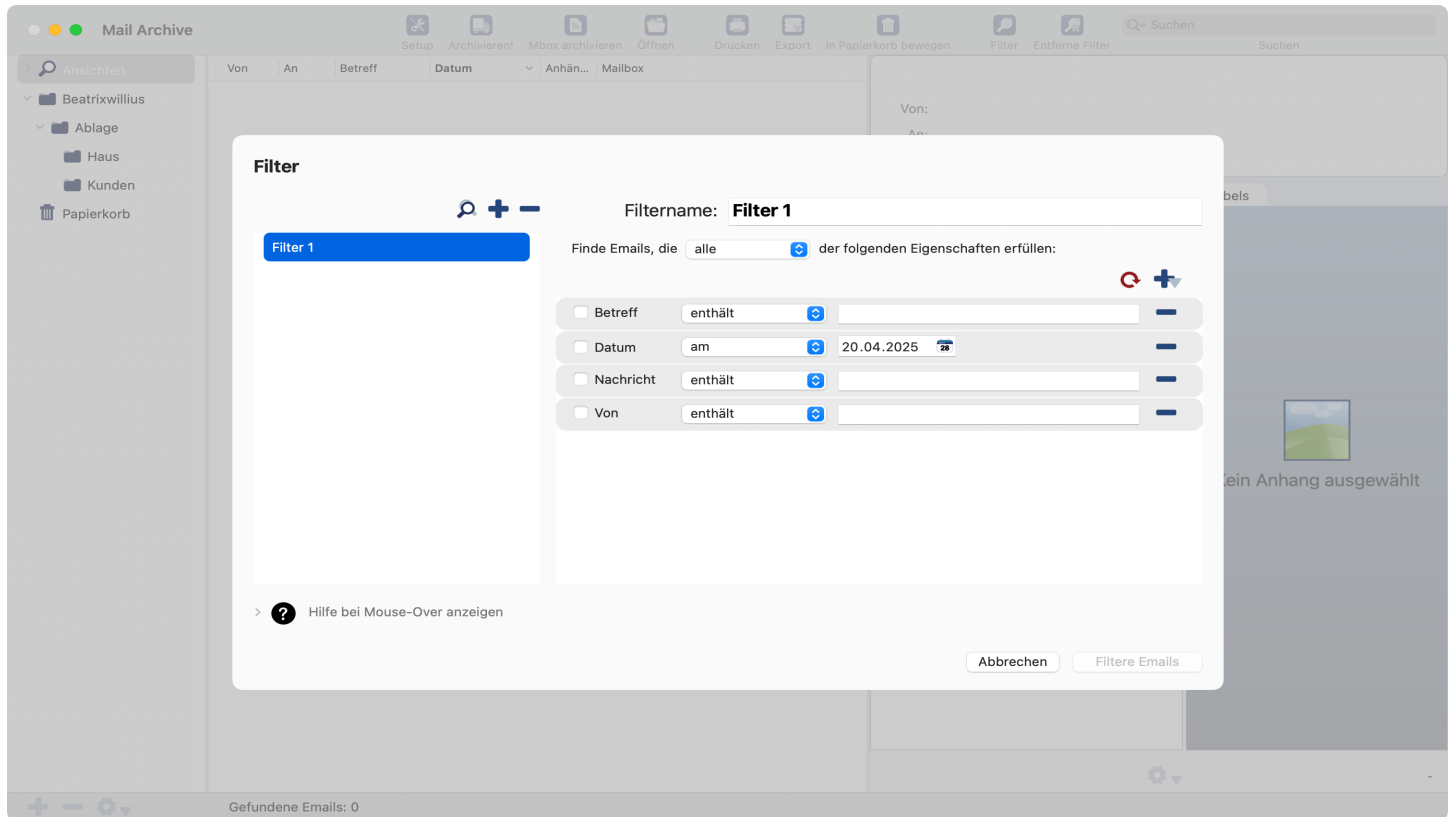 Mail Archive
Setup Archivieren! Mbox archivieren Öffnen Drucken Export In Papierkorb bewegen Filter Entferne Filter Suchen
Suchen
Ansichten
Beatrixwillius
Ablage
Haus
Kunden
Papierkorb
Von An Betreff Datum Anhän... Mailbox
Von:
An:
bels
Kein Anhang ausgewählt
-
Gefundene Emails: 0
Filter
Filter 1
Filtername: Filter 1
Finde Emails, die alle der folgenden Eigenschaften erfüllen:
Betreff enthält
Datum am 20.04.2025 28
Nachricht enthält
Von enthält
? Hilfe bei Mouse-Over anzeigen
Abbrechen Filtere Emails